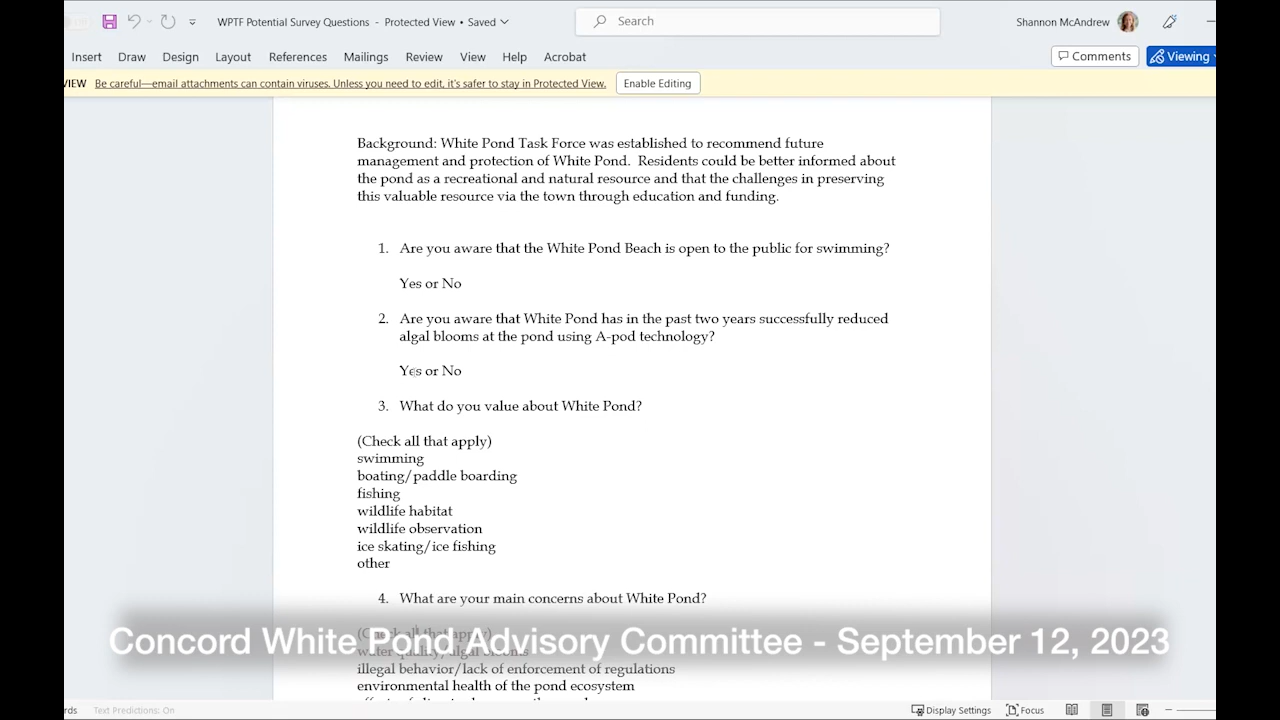 WPTF Potential Survey Questions - Protected View • Saved
Search
Shannon McAndrew
Insert Draw Design Layout References Mailings Review View Help Acrobat
Comments
Viewing
VIEW Be careful—email attachments can contain viruses. Unless you need to edit, it's safer to stay in Protected View. Enable Editing
Background: White Pond Task Force was established to recommend future
management and protection of White Pond. Residents could be better informed about
the pond as a recreational and natural resource and that the challenges in preserving
this valuable resource via the town through education and funding.
1. Are you aware that the White Pond Beach is open to the public for swimming?
Yes or No
2. Are you aware that White Pond has in the past two years successfully reduced
algal blooms at the pond using A-pod technology?
Yes or No
3. What do you value about White Pond?
(Check all that apply)
swimming
boating/paddle boarding
fishing
wildlife habitat
wildlife observation
ice skating/ice fishing
other
4. What are your main concerns about White Pond?
(Check all that apply)
Concord White Pond Advisory Committee - September 12, 2023
water quality/algal blooms
illegal behavior/lack of enforcement of regulations
environmental health of the pond ecosystem
rds Text Predictions: On
Display Settings Focus